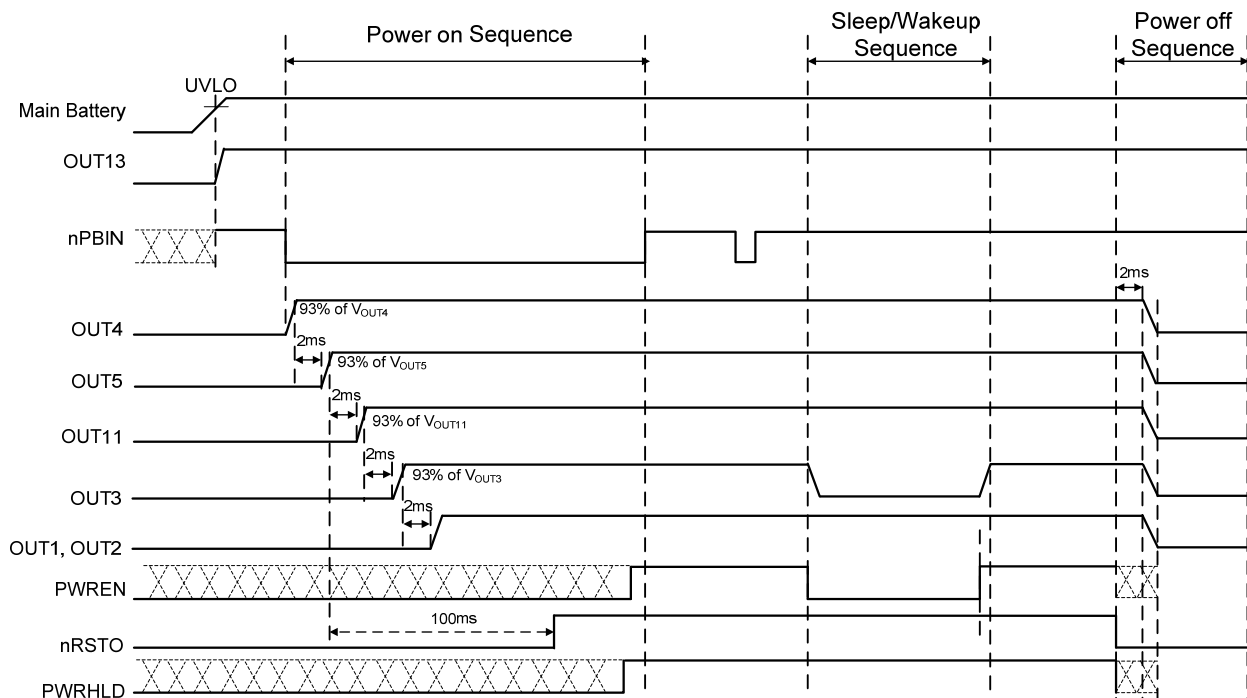 Power on Sequence
Sleep/Wakeup
Sequence
Power off
Sequence
UVLO
Main Battery
OUT13
nPBIN
2ms
93% of VOUT4
OUT4
2ms
93% of VOUT5
OUT5
2ms
93% of VOUT11
OUT11
2ms
93% of VOUT3
OUT3
2ms
OUT1, OUT2
PWREN
100ms
nRSTO
PWRHLD